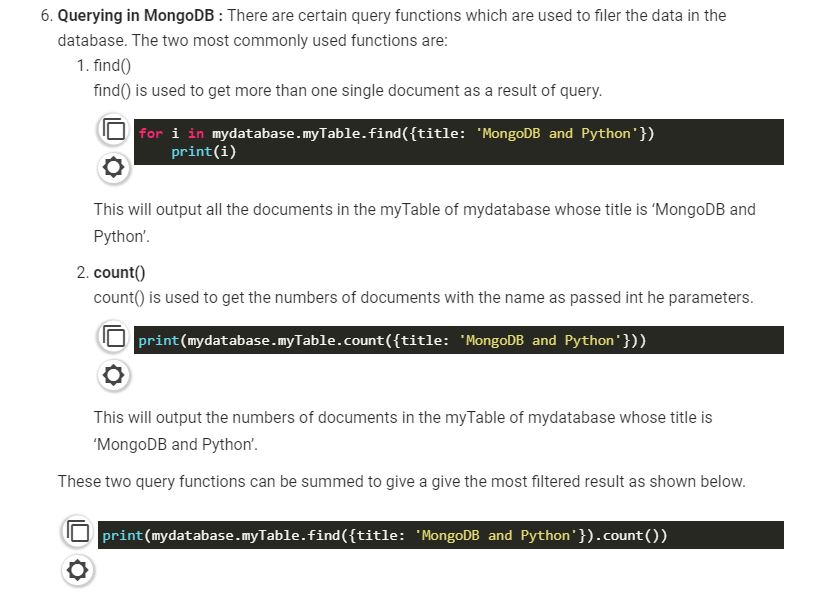 6. Querying in MongoDB : There are certain query functions which are used to filer the data in the
database. The two most commonly used functions are:
1. find()
find() is used to get more than one single document as a result of query.
for i in mydatabase.myTable.find({title: 'MongoDB and Python'})
    print(i)
This will output all the documents in the myTable of mydatabase whose title is ‘MongoDB and
Python’.
2. count()
count() is used to get the numbers of documents with the name as passed int he parameters.
print(mydatabase.myTable.count({title: 'MongoDB and Python'}))
This will output the numbers of documents in the myTable of mydatabase whose title is
‘MongoDB and Python’.
These two query functions can be summed to give a give the most filtered result as shown below.
print(mydatabase.myTable.find({title: 'MongoDB and Python'}).count())